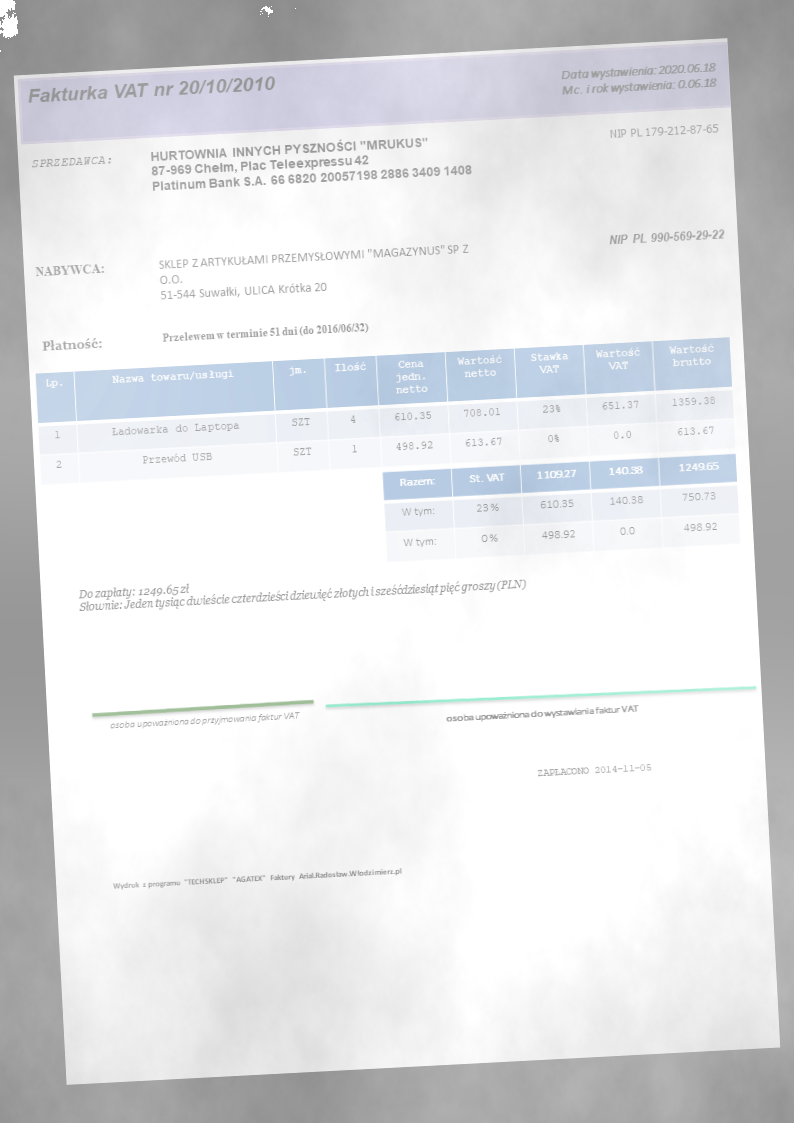 Fakturka VAT nr 20/10/2010
Data wystawienia: 2020.06.18
Mc. i rok wystawienia: 0.06.18
SPRZEDAWCA:
HURTOWNIA INNYCH PYSZNOŚCI "MRUKUS"
87-969 Chełm, Plac Teleexpressu 42
Platinum Bank S.A. 66 6820 20057198 2886 3409 1408
NIP PL 179-212-87-65
NABYWCA:
SKLEP Z ARTYKUŁAMI PRZEMYSŁOWYMI "MAGAZYNUS" SP Z
O.O.
51-544 Suwałki, ULICA Krótka 20
NIP PL 990-569-29-22
Płatność:
Przelewem w terminie 51 dni (do 2016/06/32)
Lp. Nazwa towaru/usługi jm. Ilość Cena jedn. netto Wartość netto Stawka VAT Wartość VAT Wartość brutto
1 Ładowarka do Laptopa SZT 4 610.35 708.01 23% 651.37 1359.38
2 Przewód USB SZT 1 498.92 613.67 0% 0.0 613.67
Razem: St. VAT 1109.27 140.38 1249.65
W tym: 23% 610.35 140.38 750.73
W tym: 0% 498.92 0.0 498.92
Do zapłaty: 1249.65 zł
Słownie: Jeden tysiąc dwieście czterdzieści dziewięć złotych i sześćdziesiąt pięć groszy (PLN)
osoba upoważniona do przyjmowania faktur VAT
osoba upoważniona do wystawiania faktur VAT
ZAPŁACONO 2014-11-05
Wydruk z programu "TECHSKLEP" "AGATEX" Faktury Arial.Radosław.Włodzimierz.pl